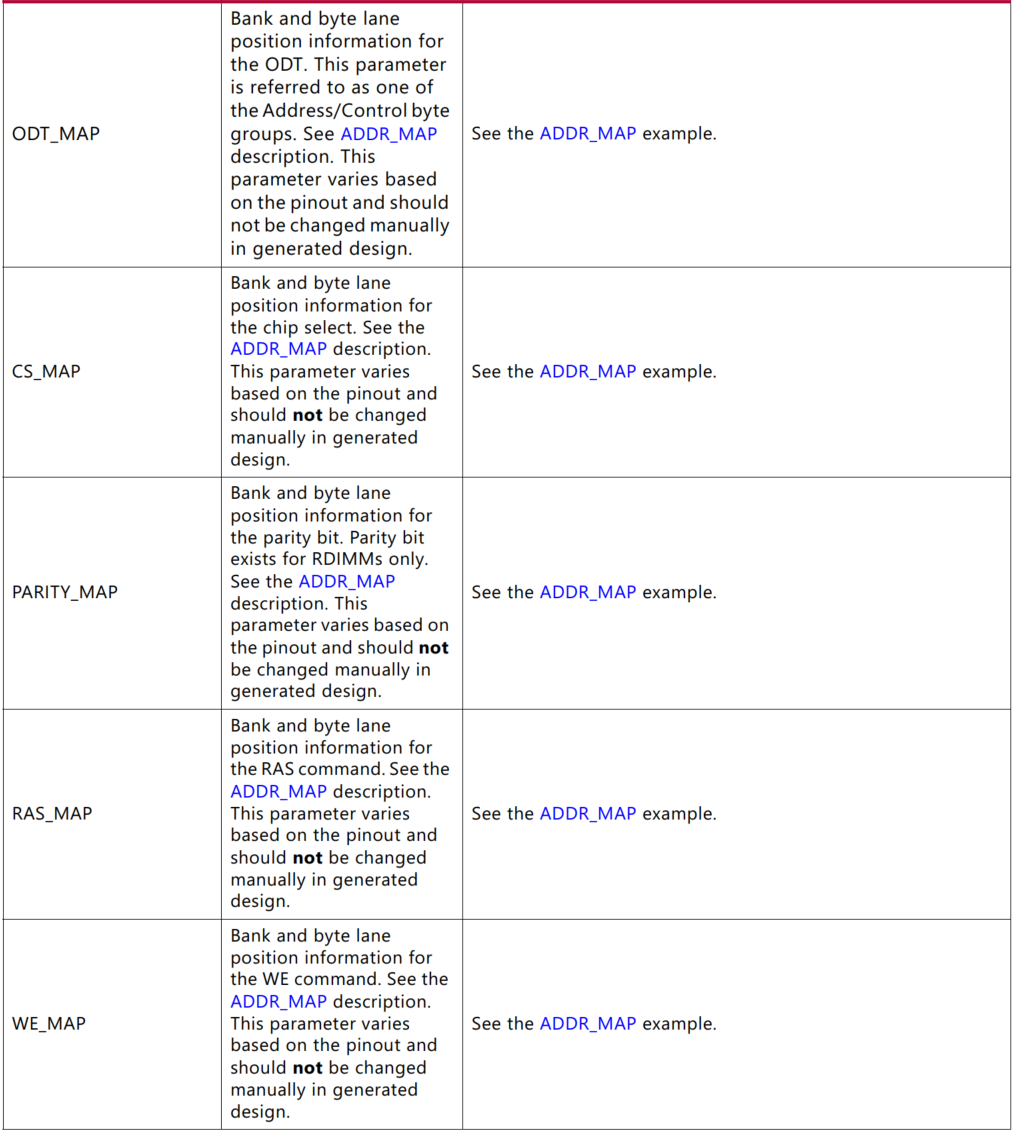 ODT_MAP
Bank and byte lane
position information for
the ODT. This parameter
is referred to as one of
the Address/Control byte
groups. See ADDR_MAP
description. This
parameter varies based
on the pinout and should
not be changed manually
in generated design.
See the ADDR_MAP example.
CS_MAP
Bank and byte lane
position information for
the chip select. See the
ADDR_MAP description.
This parameter varies
based on the pinout and
should not be changed
manually in generated
design.
See the ADDR_MAP example.
PARITY_MAP
Bank and byte lane
position information for
the parity bit. Parity bit
exists for RDIMMs only.
See the ADDR_MAP
description. This
parameter varies based on
the pinout and should not
be changed manually in
generated design.
See the ADDR_MAP example.
RAS_MAP
Bank and byte lane
position information for
the RAS command. See the
ADDR_MAP description.
This parameter varies
based on the pinout and
should not be changed
manually in generated
design.
See the ADDR_MAP example.
WE_MAP
Bank and byte lane
position information for
the WE command. See the
ADDR_MAP description.
This parameter varies
based on the pinout and
should not be changed
manually in generated
design.
See the ADDR_MAP example.